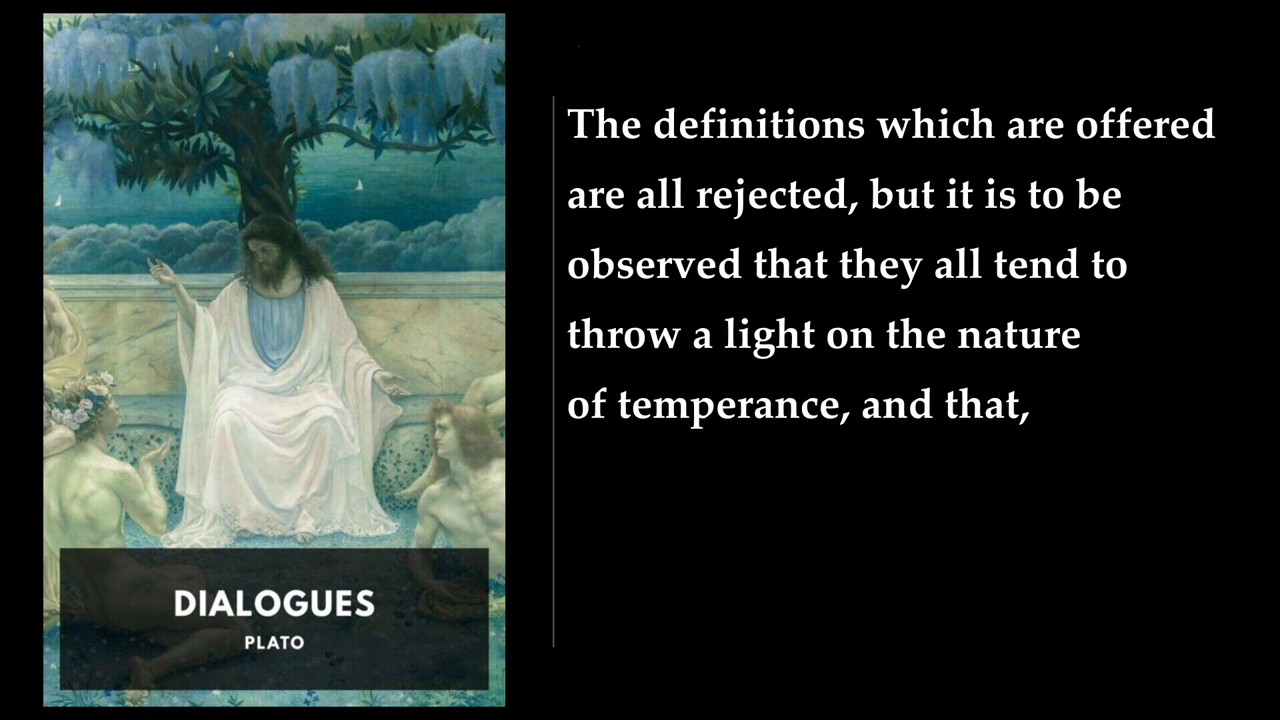 The definitions which are offered
are all rejected, but it is to be
observed that they all tend to
throw a light on the nature
of temperance, and that,
DIALOGUES
PLATO